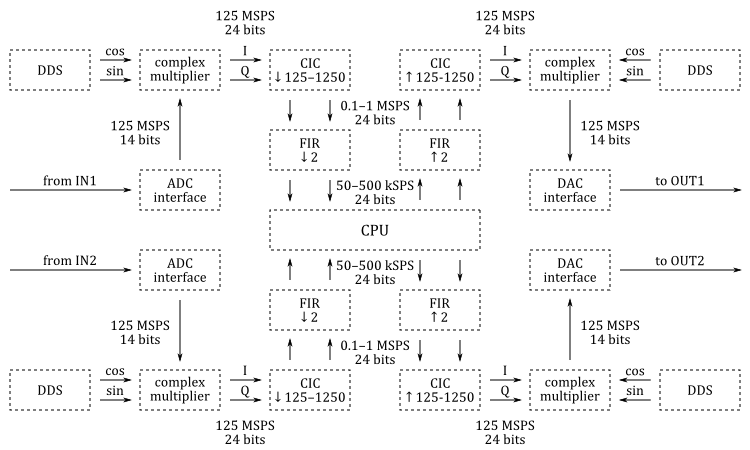 125 MSPS
24 bits
125 MSPS
24 bits
DDS
cos
sin
complex
multiplier
I
Q
CIC
↓125–1250
CIC
↑125-1250
I
Q
complex
multiplier
cos
sin
DDS
125 MSPS
14 bits
0.1–1 MSPS
24 bits
125 MSPS
14 bits
FIR
↓2
FIR
↑2
from IN1
ADC
interface
50–500 kSPS
24 bits
DAC
interface
to OUT1
CPU
from IN2
ADC
interface
50–500 kSPS
24 bits
DAC
interface
to OUT2
FIR
↓2
FIR
↑2
125 MSPS
14 bits
0.1–1 MSPS
24 bits
125 MSPS
14 bits
DDS
cos
sin
complex
multiplier
I
Q
CIC
↓125–1250
CIC
↑125-1250
I
Q
complex
multiplier
cos
sin
DDS
125 MSPS
24 bits
125 MSPS
24 bits